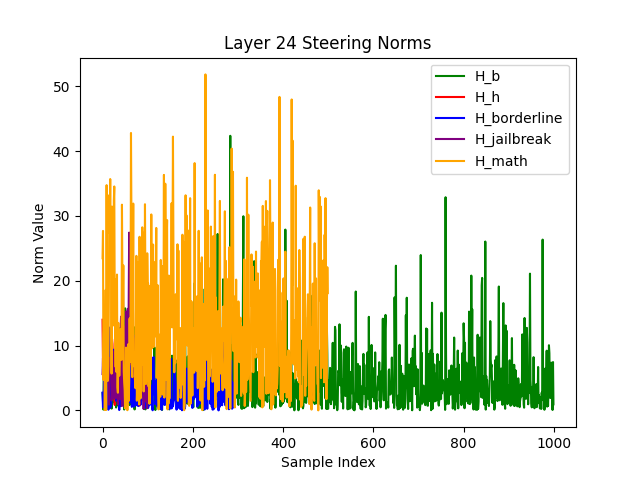 Layer 24 Steering Norms
H_b
H_h
H_borderline
H_jailbreak
H_math
Norm Value
50
40
30
20
10
0
0 200 400 600 800 1000
Sample Index